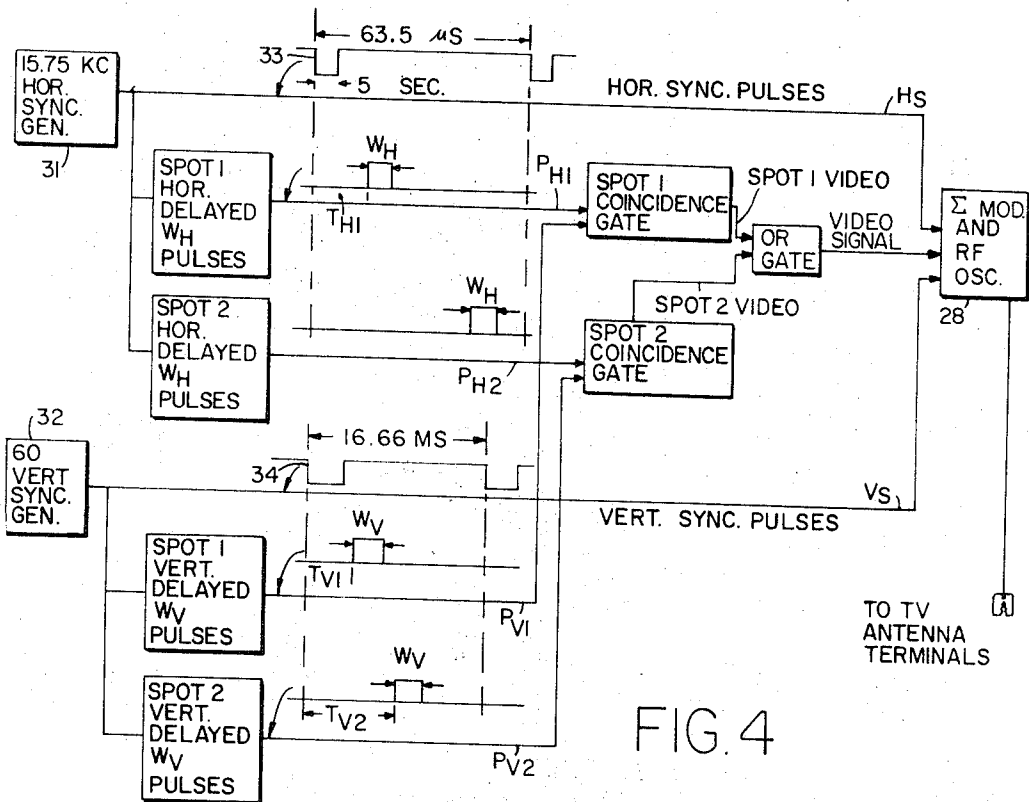 63.5 µS
15.75 KC
HOR.
SYNC.
GEN.
31
33
5 SEC.
HOR. SYNC. PULSES
HS
SPOT 1
HOR.
DELAYED
WH
PULSES
WH
TH1
PH1
SPOT 1
COINCIDENCE
GATE
SPOT 1 VIDEO
OR
GATE
VIDEO
SIGNAL
Σ MOD.
AND
RF
OSC.
28
SPOT 2
HOR.
DELAYED
WH
PULSES
WH
PH2
SPOT 2 VIDEO
SPOT 2
COINCIDENCE
GATE
32
60
VERT
SYNC.
GEN.
16.66 MS
34
VERT. SYNC. PULSES
VS
SPOT 1
VERT.
DELAYED
WV
PULSES
WV
TV1
PV1
SPOT 2
VERT.
DELAYED
WV
PULSES
WV
TV2
PV2
TO TV
ANTENNA
TERMINALS
FIG. 4